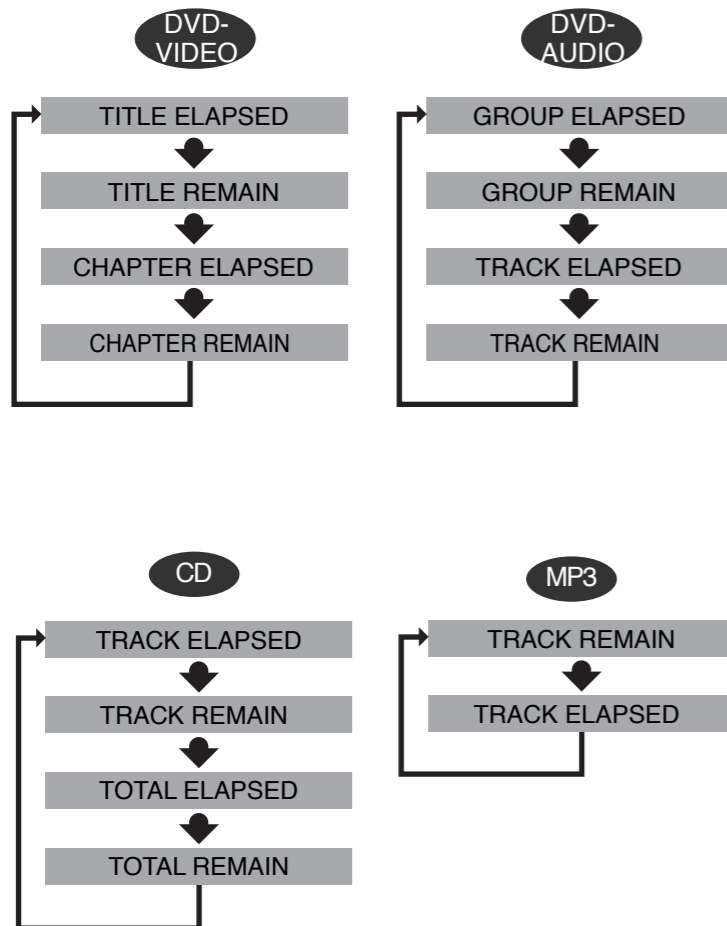 DVD-
VIDEO
TITLE ELAPSED
TITLE REMAIN
CHAPTER ELAPSED
CHAPTER REMAIN
DVD-
AUDIO
GROUP ELAPSED
GROUP REMAIN
TRACK ELAPSED
TRACK REMAIN
CD
TRACK ELAPSED
TRACK REMAIN
TOTAL ELAPSED
TOTAL REMAIN
MP3
TRACK REMAIN
TRACK ELAPSED